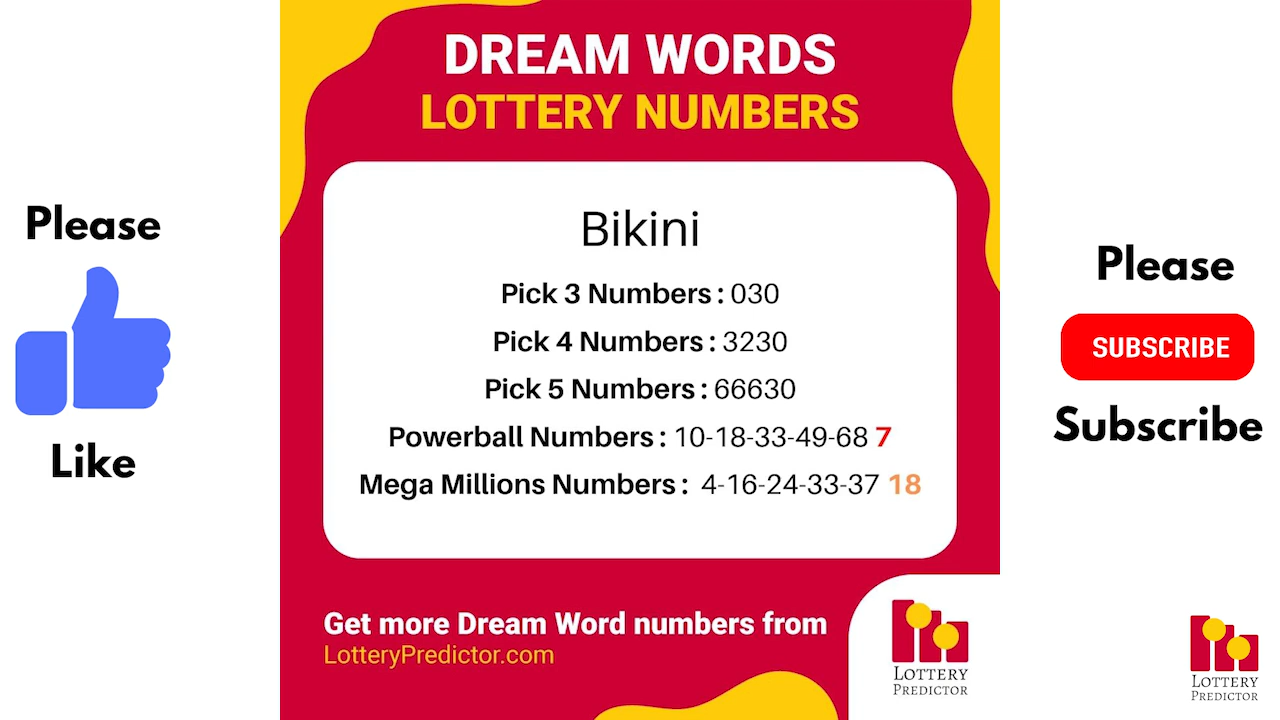 DREAM WORDS
LOTTERY NUMBERS
Bikini
Pick 3 Numbers : 030
Pick 4 Numbers : 3230
Pick 5 Numbers : 66630
Powerball Numbers : 10-18-33-49-68 7
Mega Millions Numbers : 4-16-24-33-37 18
Get more Dream Word numbers from
LotteryPredictor.com
LOTTERY
PREDICTOR
Please
Like
Please
SUBSCRIBE
Subscribe
LOTTERY
PREDICTOR